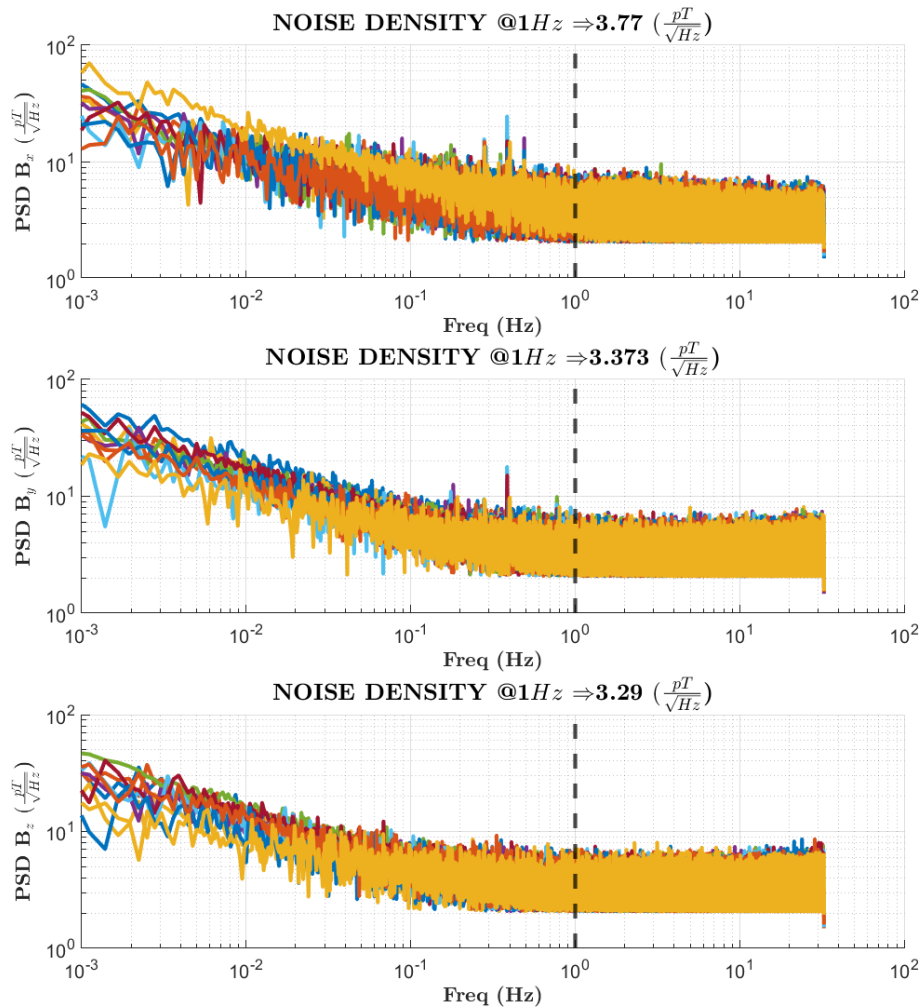 NOISE DENSITY @1Hz ⇒3.77 (pT/√Hz)
PSD B_x (pT/√Hz)
10^2
10^1
10^0
10^-3 10^-2 10^-1 10^0 10^1 10^2
Freq (Hz)
NOISE DENSITY @1Hz ⇒3.373 (pT/√Hz)
PSD B_y (pT/√Hz)
10^2
10^1
10^0
10^-3 10^-2 10^-1 10^0 10^1 10^2
Freq (Hz)
NOISE DENSITY @1Hz ⇒3.29 (pT/√Hz)
PSD B_z (pT/√Hz)
10^2
10^1
10^0
10^-3 10^-2 10^-1 10^0 10^1 10^2
Freq (Hz)